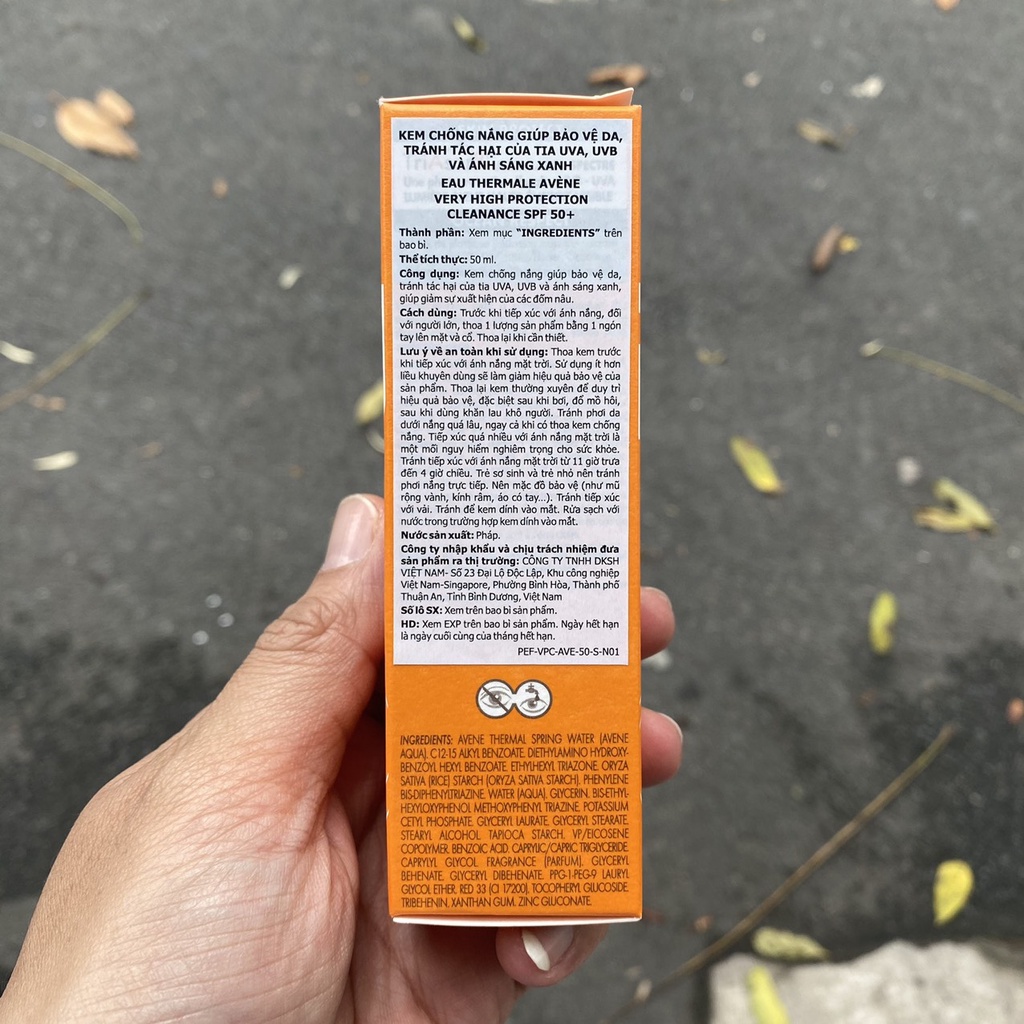 KEM CHỐNG NẮNG GIÚP BẢO VỆ DA,
TRÁNH TÁC HẠI CỦA TIA UVA, UVB
VÀ ÁNH SÁNG XANH
EAU THERMALE AVÈNE
VERY HIGH PROTECTION
CLEANANCE SPF 50+
Thành phần: Xem mục "INGREDIENTS" trên
bao bì.
Thể tích thực: 50 ml.
Công dụng: Kem chống nắng giúp bảo vệ da,
tránh tác hại của tia UVA, UVB và ánh sáng xanh,
giúp giảm sự xuất hiện của các đốm nâu.
Cách dùng: Trước khi tiếp xúc với ánh nắng, đối
với người lớn, thoa 1 lượng sản phẩm bằng 1 ngón
tay lên mặt và cổ. Thoa lại khi cần thiết.
Lưu ý về an toàn khi sử dụng: Thoa kem trước
khi tiếp xúc với ánh nắng mặt trời. Sử dụng ít hơn
liều khuyên dùng sẽ làm giảm hiệu quả bảo vệ của
sản phẩm. Thoa lại kem thường xuyên để duy trì
hiệu quả bảo vệ, đặc biệt sau khi bơi, đổ mồ hôi,
sau khi dùng khăn lau khô người. Tránh phơi da
dưới nắng quá lâu, ngay cả khi có thoa kem chống
nắng. Tiếp xúc quá nhiều với ánh nắng mặt trời là
một mối nguy hiểm nghiêm trọng cho sức khỏe.
Tránh tiếp xúc với ánh nắng mặt trời từ 11 giờ trưa
đến 4 giờ chiều. Trẻ sơ sinh và trẻ nhỏ nên tránh
phơi nắng trực tiếp. Nên mặc đồ bảo vệ (như mũ
rộng vành, kính râm, áo có tay...). Tránh tiếp xúc
với vải. Tránh để kem dính vào mắt. Rửa sạch với
nước trong trường hợp kem dính vào mắt.
Nước sản xuất: Pháp.
Công ty nhập khẩu và chịu trách nhiệm đưa
sản phẩm ra thị trường: CÔNG TY TNHH DKSH
VIỆT NAM- Số 23 Đại Lộ Độc Lập, Khu công nghiệp
Việt Nam-Singapore, Phường Bình Hòa, Thành phố
Thuận An, Tỉnh Bình Dương, Việt Nam
Số lô SX: Xem trên bao bì sản phẩm.
HD: Xem EXP trên bao bì sản phẩm. Ngày hết hạn
là ngày cuối cùng của tháng hết hạn.
PEF-VPC-AVE-50-S-N01
INGREDIENTS: AVENE THERMAL SPRING WATER (AVENE
AQUA). C12-15 ALKYL BENZOATE. DIETHYLAMINO HYDROXY-
BENZOYL HEXYL BENZOATE. ETHYLHEXYL TRIAZONE. ORYZA
SATIVA (RICE) STARCH (ORYZA SATIVA STARCH). PHENYLENE
BIS-DIPHENYLTRIAZINE. WATER (AQUA). GLYCERIN. BIS-ETHYL-
HEXYLOXYPHENOL METHOXYPHENYL TRIAZINE. POTASSIUM
CETYL PHOSPHATE. GLYCERYL LAURATE. GLYCERYL STEARATE.
STEARYL ALCOHOL. TAPIOCA STARCH. VP/EICOSENE
COPOLYMER. BENZOIC ACID. CAPRYLIC/CAPRIC TRIGLYCERIDE.
CAPRYLYL GLYCOL. FRAGRANCE (PARFUM). GLYCERYL
BEHENATE. GLYCERYL DIBEHENATE. PPG-1-PEG-9 LAURYL
GLYCOL ETHER. RED 33 (CI 17200). TOCOPHERYL GLUCOSIDE.
TRIBEHENIN. XANTHAN GUM. ZINC GLUCONATE.